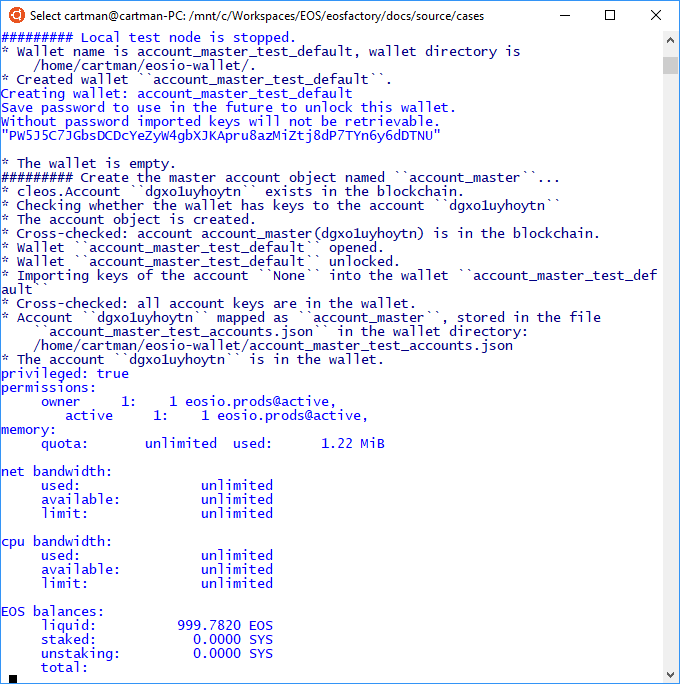 Select cartman@cartman-PC: /mnt/c/Workspaces/EOS/eosfactory/docs/source/cases
######### Local test node is stopped.
* Wallet name is account_master_test_default, wallet directory is
    /home/cartman/eosio-wallet/.
* Created wallet ``account_master_test_default``.
Creating wallet: account_master_test_default
Save password to use in the future to unlock this wallet.
Without password imported keys will not be retrievable.
"PW5J5C7JGbsDCDcYeZyW4gbXJKApru8azMiZtj8dP7TYn6y6dDTNU"
* The wallet is empty.
######### Create the master account object named ``account_master``...
* cleos.Account ``dgxo1uyhoytn`` exists in the blockchain.
* Checking whether the wallet has keys to the account ``dgxo1uyhoytn``
* The account object is created.
* Cross-checked: account account_master(dgxo1uyhoytn) is in the blockchain.
* Wallet ``account_master_test_default`` opened.
* Wallet ``account_master_test_default`` unlocked.
* Importing keys of the account ``None`` into the wallet ``account_master_test_def
ault``
* Cross-checked: all account keys are in the wallet.
* Account ``dgxo1uyhoytn`` mapped as ``account_master``, stored in the file
    ``account_master_test_accounts.json`` in the wallet directory:
    /home/cartman/eosio-wallet/account_master_test_accounts.json
* The account ``dgxo1uyhoytn`` is in the wallet.
privileged: true
permissions:
     owner     1:    1 eosio.prods@active,
        active     1:    1 eosio.prods@active,
memory:
     quota:       unlimited  used:      1.22 MiB
net bandwidth:
     used:               unlimited
     available:          unlimited
     limit:              unlimited
cpu bandwidth:
     used:               unlimited
     available:          unlimited
     limit:              unlimited
EOS balances:
     liquid:          999.7820 EOS
     staked:            0.0000 SYS
     unstaking:         0.0000 SYS
     total: